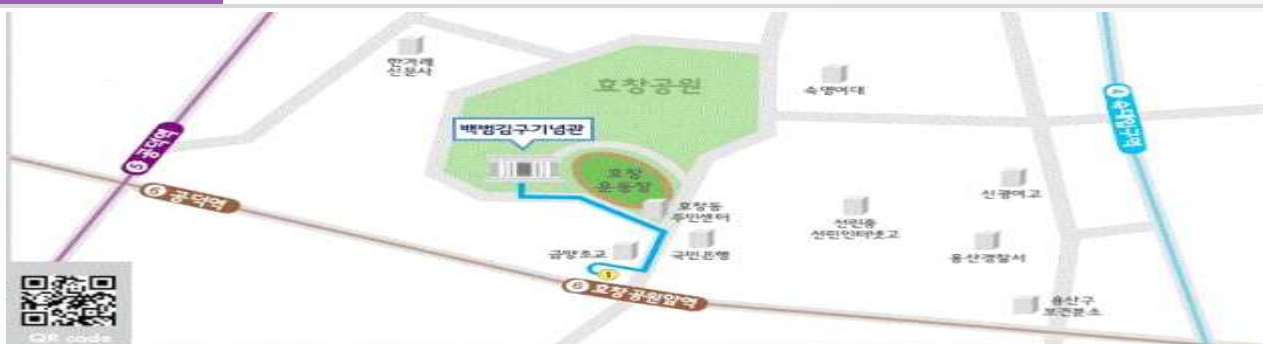 한겨레
신문사
효창공원
숙명여대
4 숙대입구역
백범김구기념관
5 공덕역
6 공덕역
효창
운동장
효창동
주민센터
신광여고
선린중
선린인터넷고
금양초교
국민은행
용산경찰서
1
6 효창공원앞역
용산구
보건분소
QR code